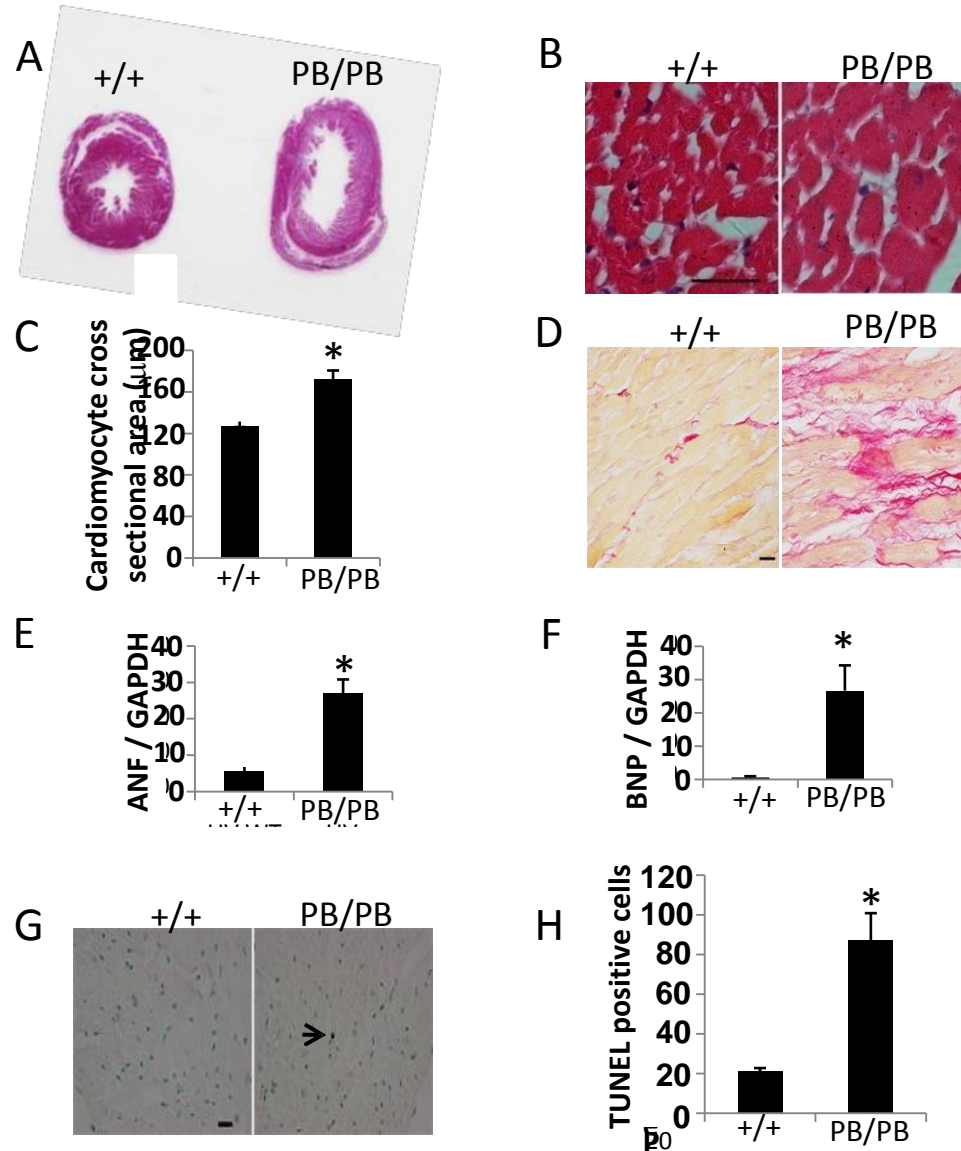 A
+/+
PB/PB
B
+/+
PB/PB
C
Cardiomyocyte cross
sectional area (μm)
200
160
120
80
40
0
*
+/+
PB/PB
D
+/+
PB/PB
E
ANF / GAPDH
40
30
20
10
0
*
+/+
PB/PB
F
BNP / GAPDH
40
30
20
10
0
*
+/+
PB/PB
G
+/+
PB/PB
H
TUNEL positive cells
120
100
80
60
40
20
0
*
+/+
PB/PB